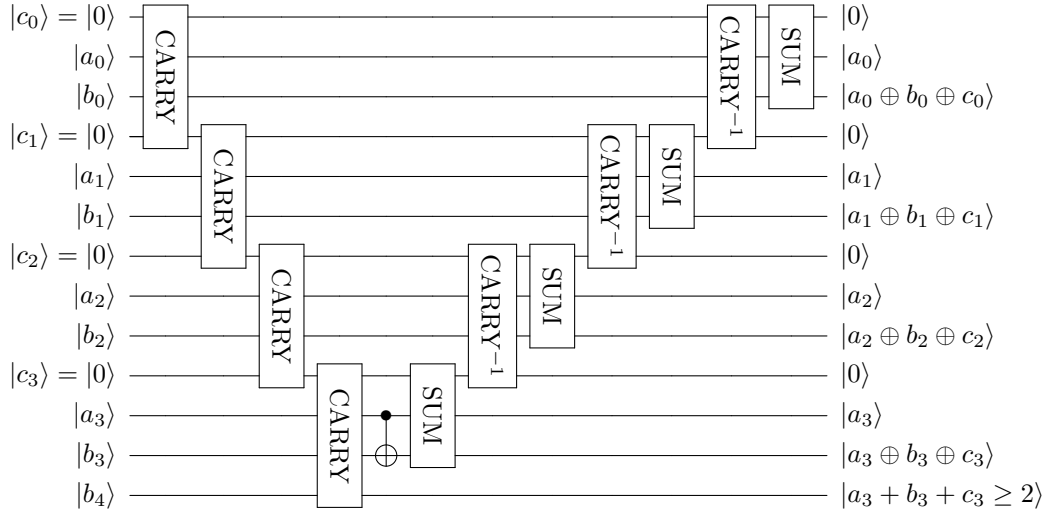 |c₀⟩ = |0⟩ CARRY CARRY⁻¹ SUM |0⟩
|a₀⟩ |a₀⟩
|b₀⟩ |a₀ ⊕ b₀ ⊕ c₀⟩
|c₁⟩ = |0⟩ CARRY CARRY⁻¹ SUM |0⟩
|a₁⟩ |a₁⟩
|b₁⟩ |a₁ ⊕ b₁ ⊕ c₁⟩
|c₂⟩ = |0⟩ CARRY CARRY⁻¹ SUM |0⟩
|a₂⟩ |a₂⟩
|b₂⟩ |a₂ ⊕ b₂ ⊕ c₂⟩
|c₃⟩ = |0⟩ CARRY SUM |0⟩
|a₃⟩ |a₃⟩
|b₃⟩ |a₃ ⊕ b₃ ⊕ c₃⟩
|b₄⟩ |a₃ + b₃ + c₃ ≥ 2⟩